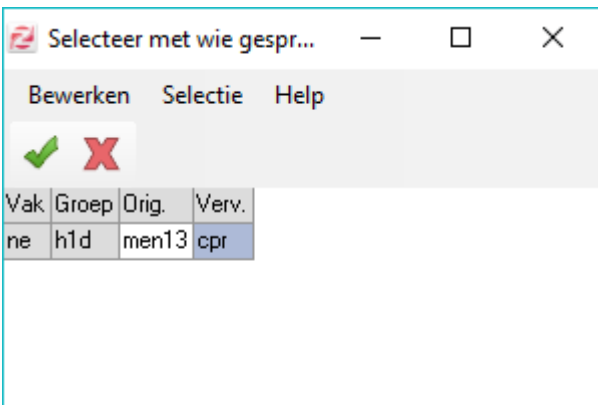 Selecteer met wie gespr...
Bewerken Selectie Help
Vak Groep Orig. Verv.
ne h1d men13 cpr